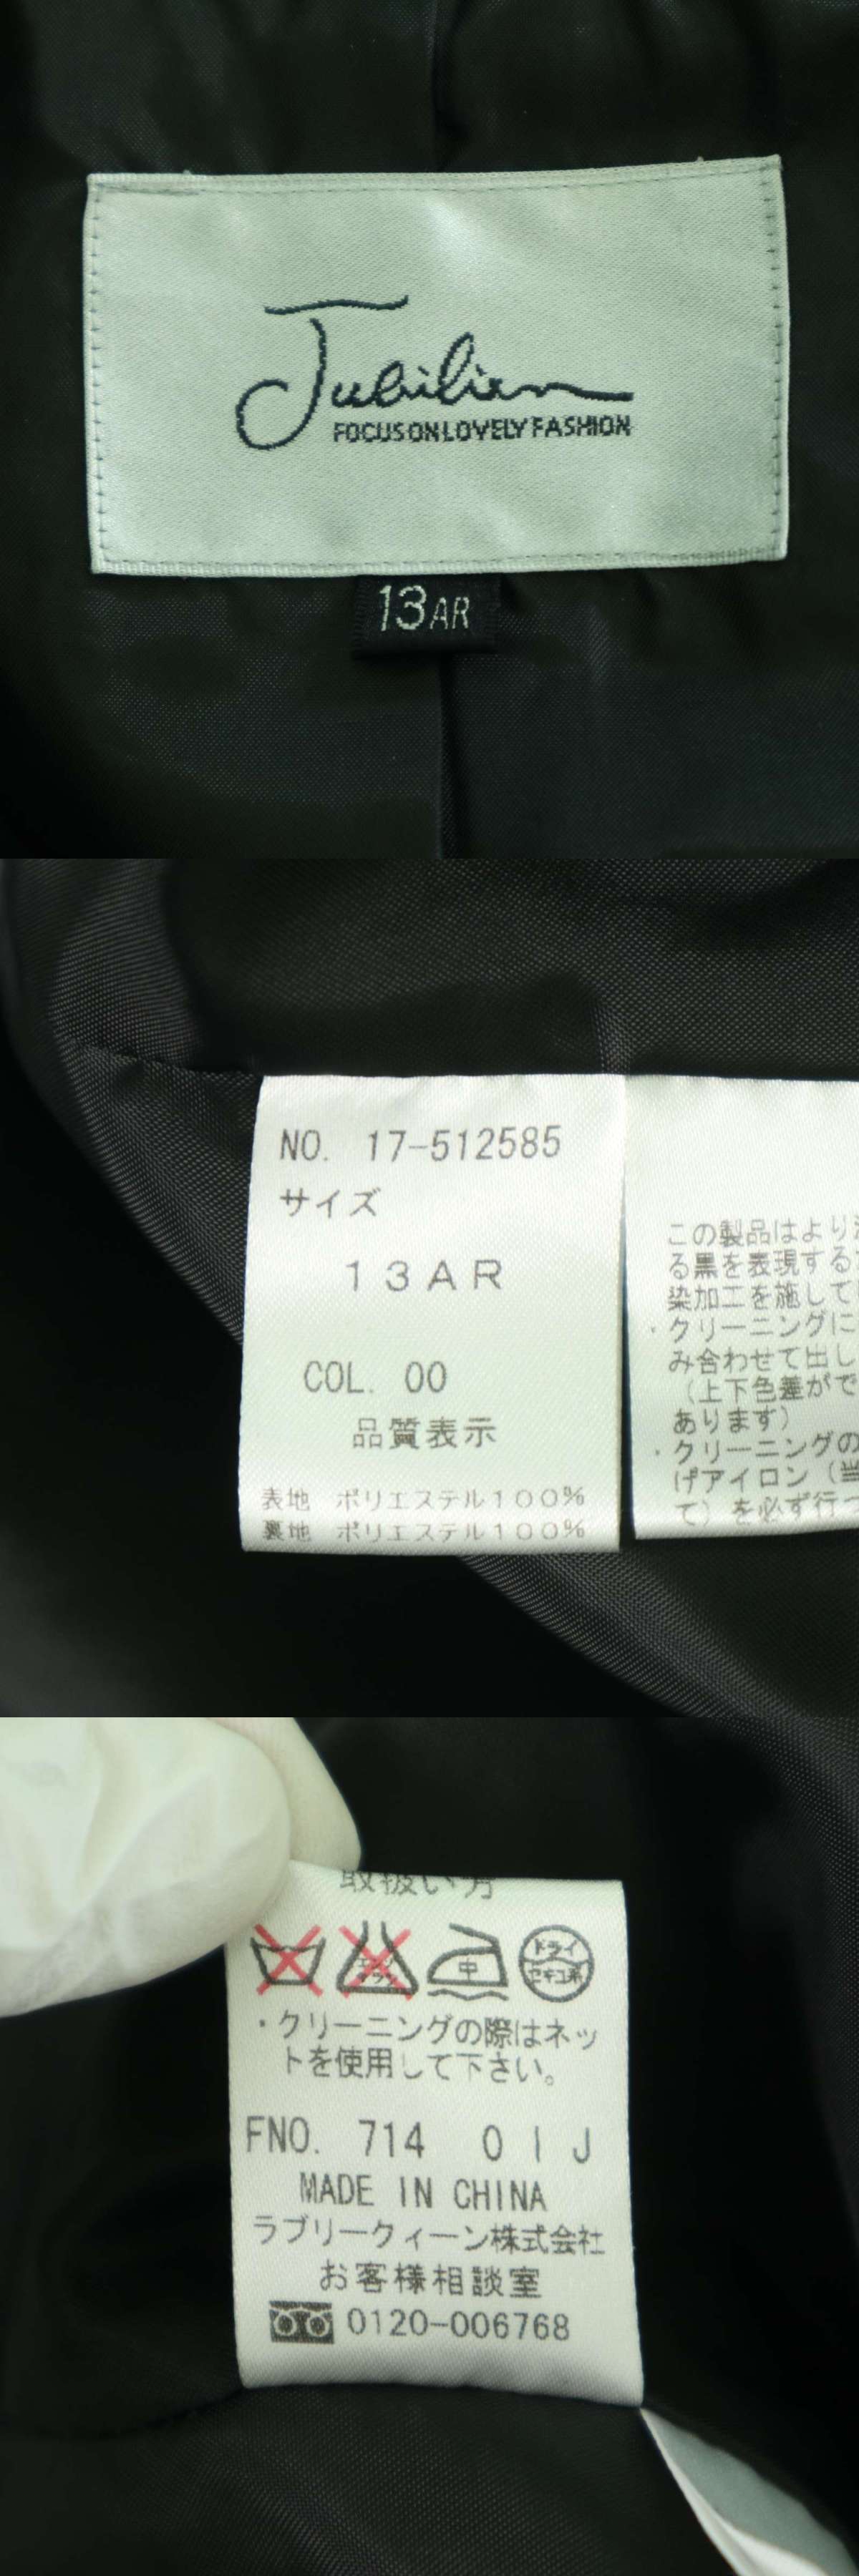 Jubilien
FOCUS ON LOVELY FASHION
13AR
NO. 17-512585
サイズ
13AR
COL. 00
品質表示
表地 ポリエステル100%
裏地 ポリエステル100%
この製品はより
る黒を表現する
染加工を施して
・クリーニングに
み合わせて出し
（上下色差がで
あります）
・クリーニングの
げアイロン（当
て）を必ず行っ
取扱い方
中
ドライ
セキユ系
・クリーニングの際はネッ
トを使用して下さい。
FNO. 714 0 I J
MADE IN CHINA
ラブリークィーン株式会社
お客様相談室
0120-006768